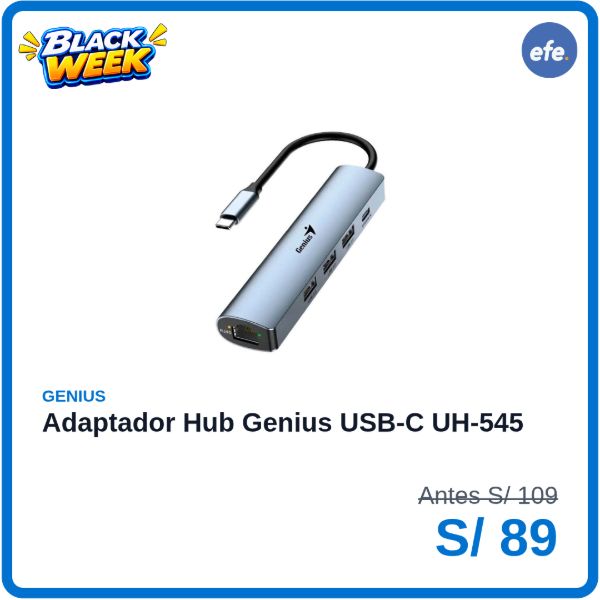 BLACK
WEEK
efe.
Genius
GENIUS
Adaptador Hub Genius USB-C UH-545
Antes S/ 109
S/ 89